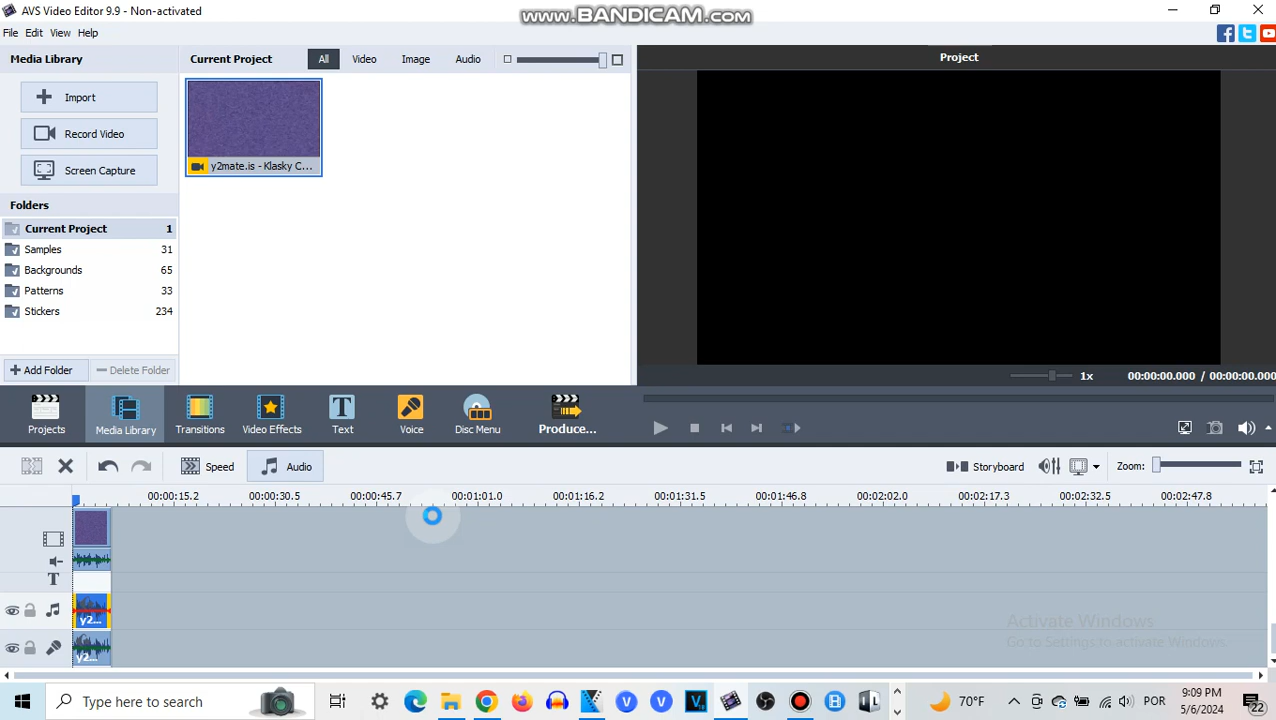 AVS Video Editor 9.9 - Non-activated
www.BANDICAM.com
File Edit View Help
Media Library
Current Project All Video Image Audio
Project
Import
Record Video
Screen Capture
y2mate.is - Klasky C...
Folders
Current Project 1
Samples 31
Backgrounds 65
Patterns 33
Stickers 234
Add Folder Delete Folder
1x 00:00:00.000 / 00:00:00.000
Projects Media Library Transitions Video Effects Text Voice Disc Menu Produce...
Speed Audio Storyboard Zoom:
00:00:15.2 00:00:30.5 00:00:45.7 00:01:01.0 00:01:16.2 00:01:31.5 00:01:46.8 00:02:02.0 00:02:17.3 00:02:32.5 00:02:47.8
T
y2...
y2...
Activate Windows
Go to Settings to activate Windows.
Type here to search
70°F
POR
9:09 PM
5/6/2024
22